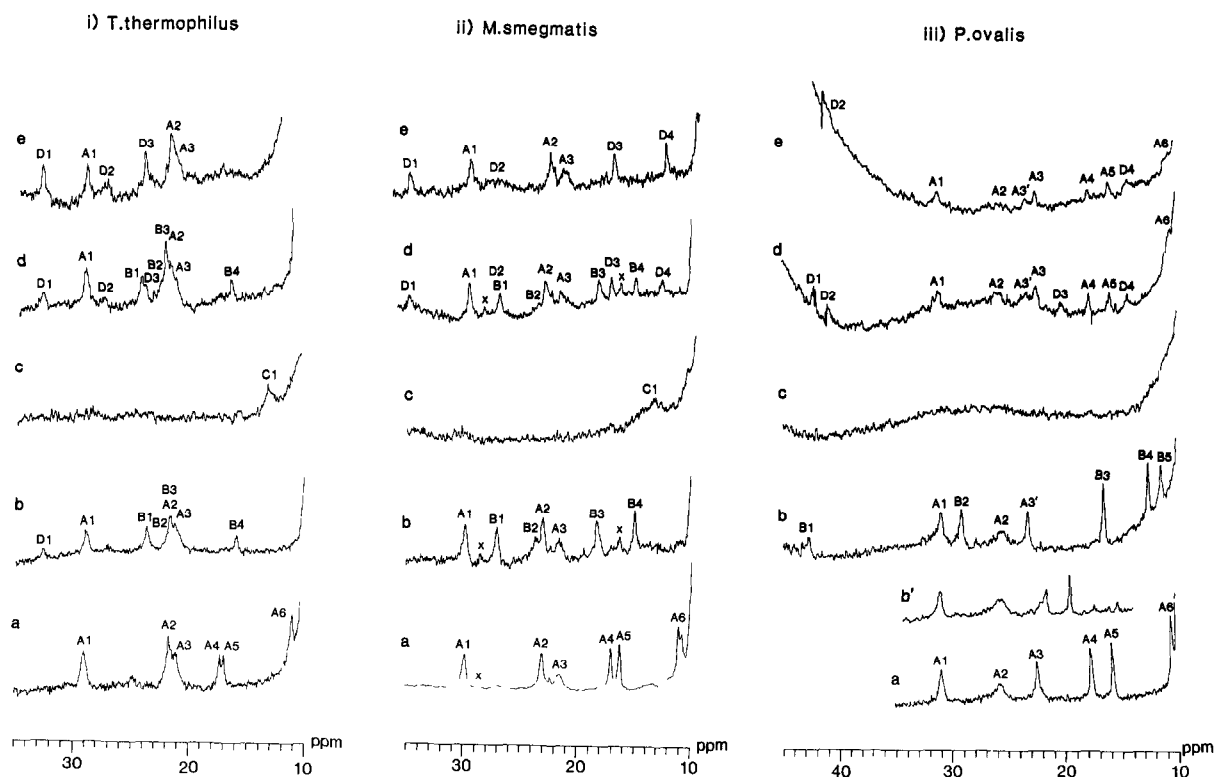 i) T.thermophilus
ii) M.smegmatis
iii) P.ovalis
e
D1
A1
D2
D3
A2
A3
d
D1
A1
D2
B1
D3
B2
B3
A2
A3
B4
c
C1
b
D1
A1
B1
B2
B3
A2
A3
B4
a
A1
A2
A3
A4
A5
A6
30
20
10
ppm
e
D1
A1
D2
A2
A3
D3
D4
d
D1
A1
x
D2
B1
B2
A2
A3
B3
D3
x
B4
D4
c
C1
b
A1
x
B1
B2
A2
A3
B3
x
B4
a
A1
x
A2
A3
A4
A5
A6
30
20
10
ppm
e
D2
A1
A2
A3'
A3
A4
A5
D4
A6
d
D1
D2
A1
A2
A3'
A3
D3
A4
A5
D4
A6
c
b
B1
A1
B2
A2
A3'
B3
B4
B5
b'
a
A1
A2
A3
A4
A5
A6
40
30
20
10
ppm